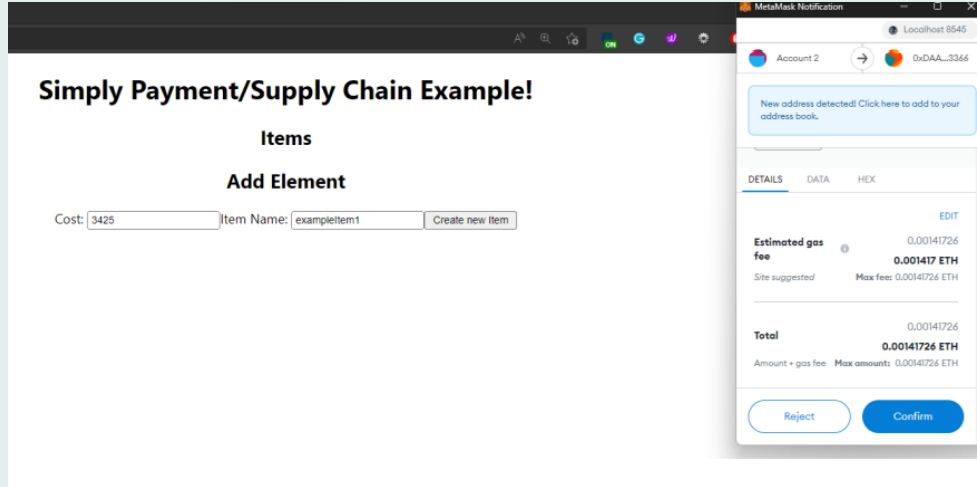 MetaMask Notification
Localhost 8545
Account 2
0xDAA...3366
New address detected! Click here to add to your
address book.
DETAILS DATA HEX
EDIT
Estimated gas fee
0.00141726
0.001417 ETH
Site suggested
Max fee: 0.00141726 ETH
Total
0.00141726
0.00141726 ETH
Amount + gas fee Max amount: 0.00141726 ETH
Reject Confirm
ON
Simply Payment/Supply Chain Example!
Items
Add Element
Cost: 3425 Item Name: exampleItem1 Create new Item